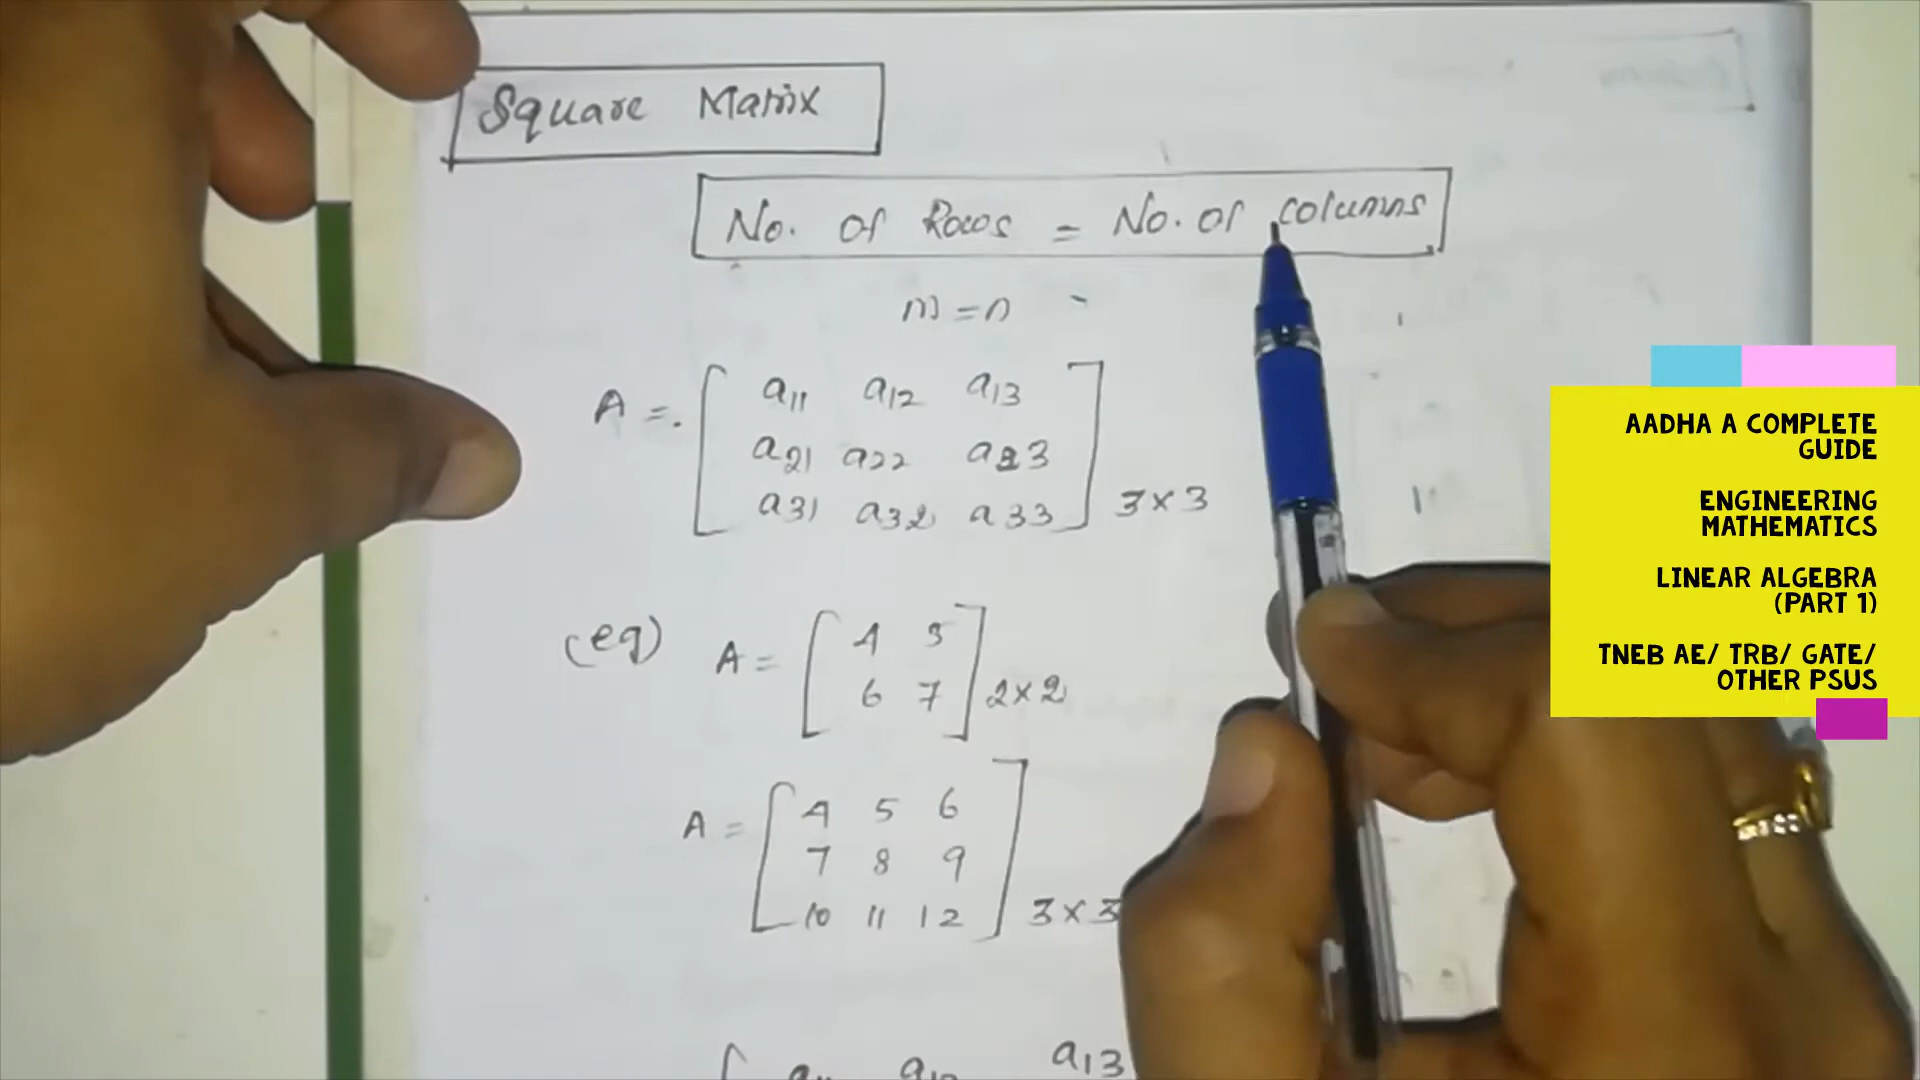 Square Matrix
No. of Rows = No. of columns
m = n
A = [ a11 a12 a13
a21 a22 a23
a31 a32 a33 ] 3×3
(eg) A = [ 4 5
6 7 ] 2×2
A = [ 4 5 6
7 8 9
10 11 12 ] 3×3
a13
AADHA A COMPLETE
GUIDE
ENGINEERING
MATHEMATICS
LINEAR ALGEBRA
(PART 1)
TNEB AE/ TRB/ GATE/
OTHER PSUS